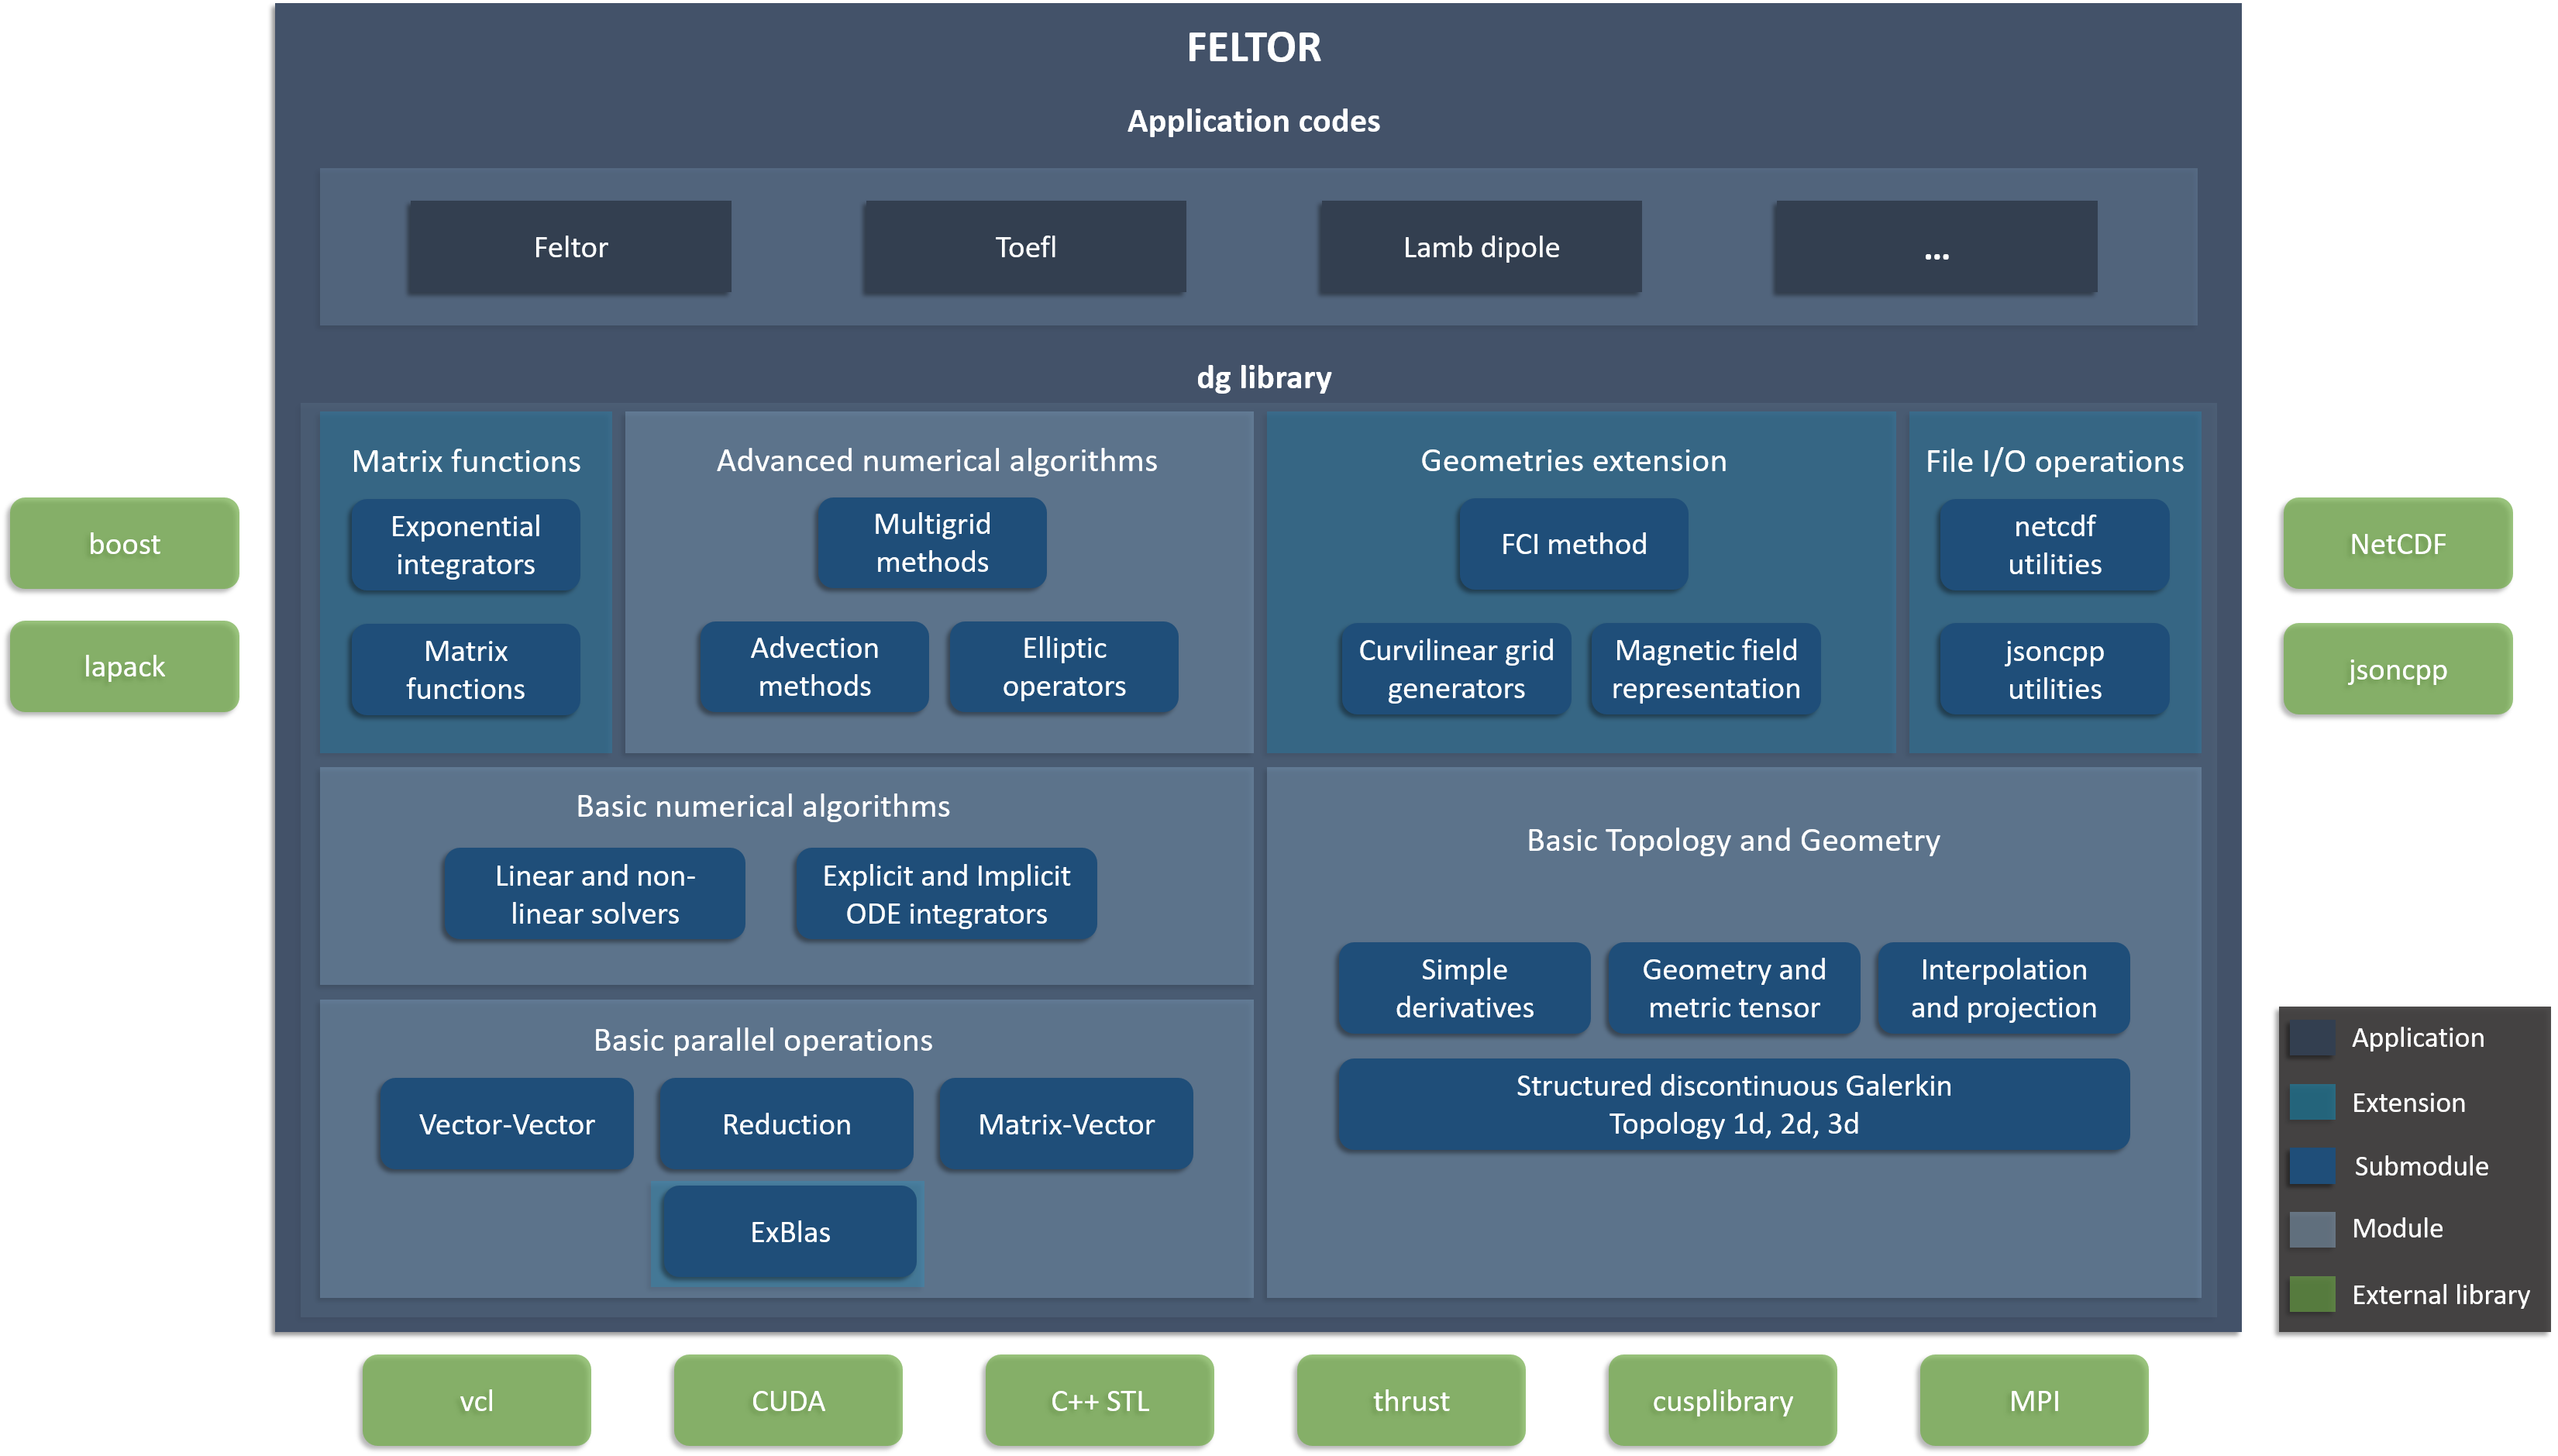 FELTOR
Application codes
Feltor
Toefl
Lamb dipole
...
dg library
Matrix functions
Exponential
integrators
Matrix
functions
Advanced numerical algorithms
Multigrid
methods
Advection
methods
Elliptic
operators
Geometries extension
FCI method
Curvilinear grid
generators
Magnetic field
representation
File I/O operations
netcdf
utilities
jsoncpp
utilities
boost
lapack
NetCDF
jsoncpp
Basic numerical algorithms
Linear and non-
linear solvers
Explicit and Implicit
ODE integrators
Basic parallel operations
Vector-Vector
Reduction
Matrix-Vector
ExBlas
Basic Topology and Geometry
Simple
derivatives
Geometry and
metric tensor
Interpolation
and projection
Structured discontinuous Galerkin
Topology 1d, 2d, 3d
Application
Extension
Submodule
Module
External library
vcl
CUDA
C++ STL
thrust
cusplibrary
MPI